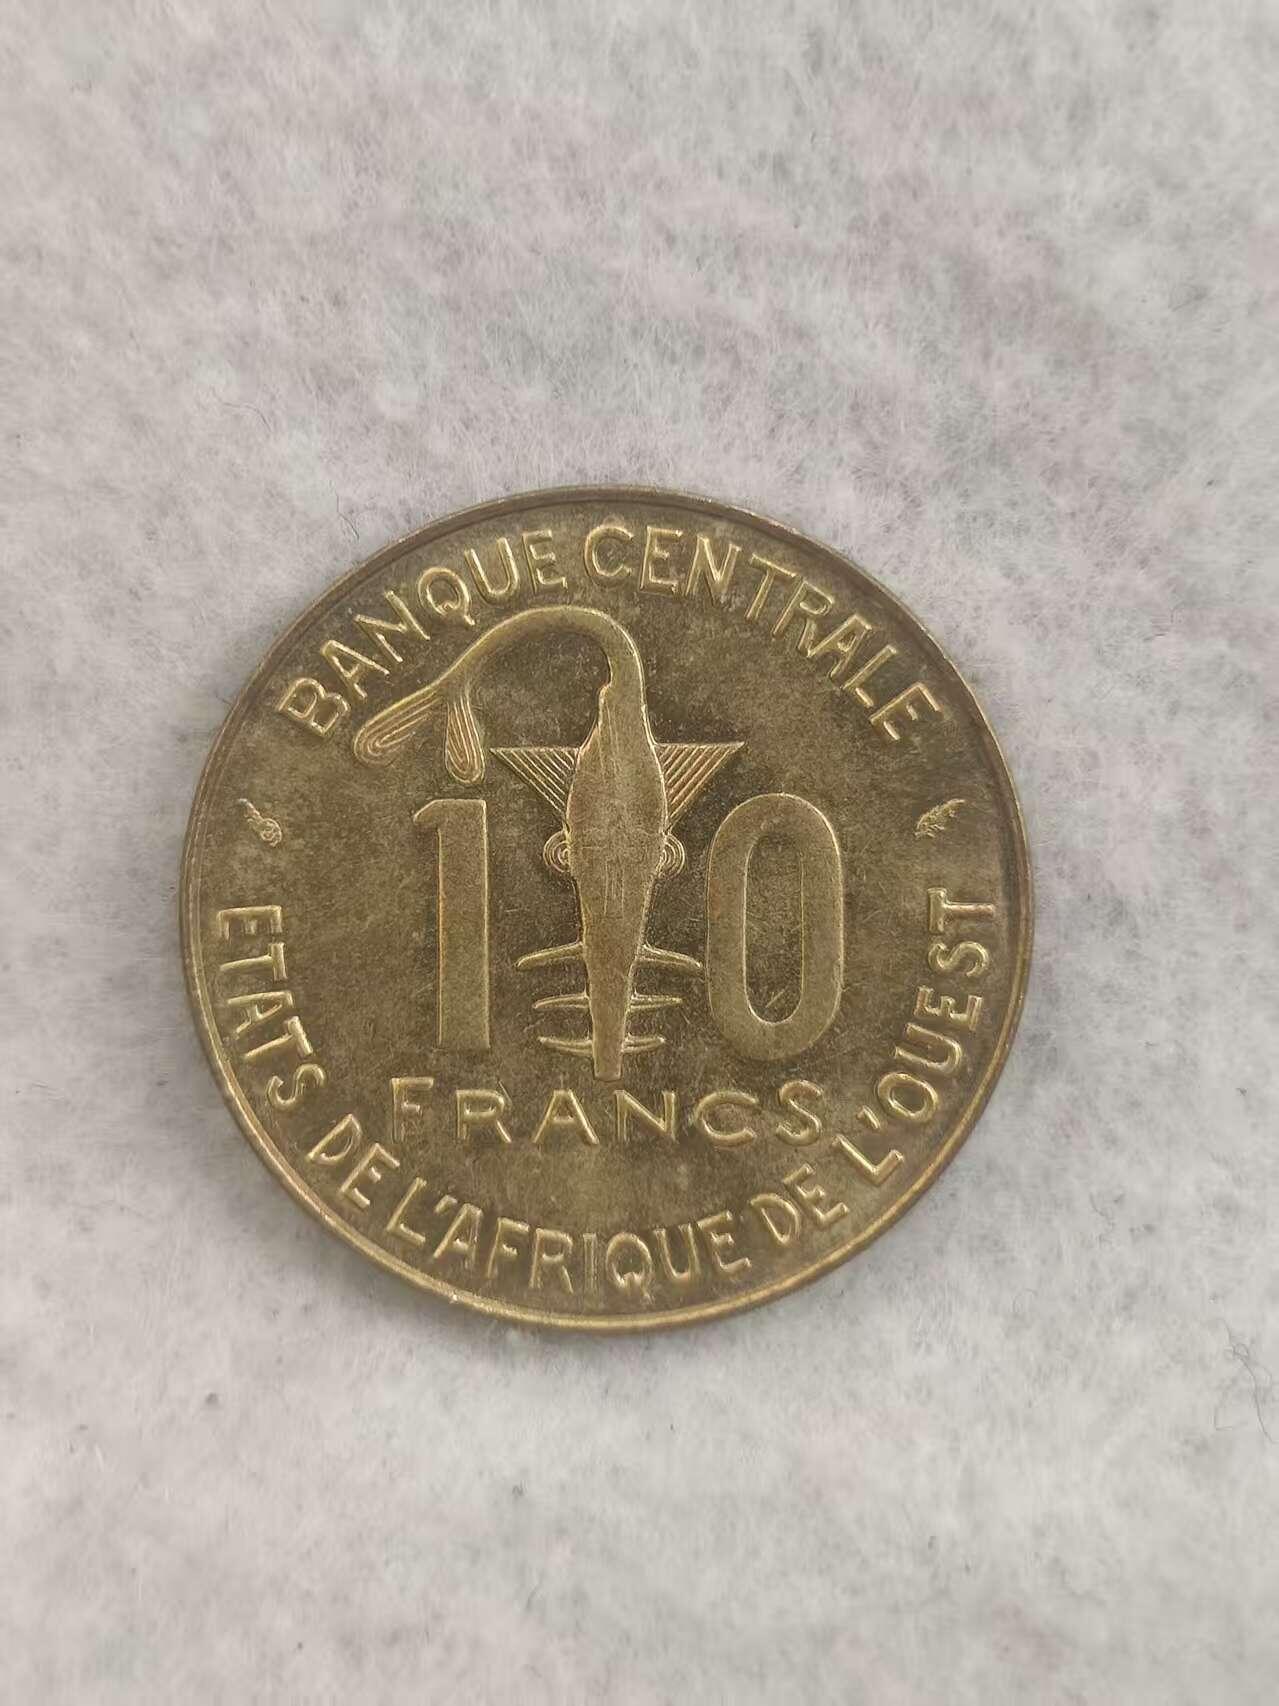 BANQUE CENTRALE
10
FRANCS
ETATS DE L'AFRIQUE DE L'OUEST